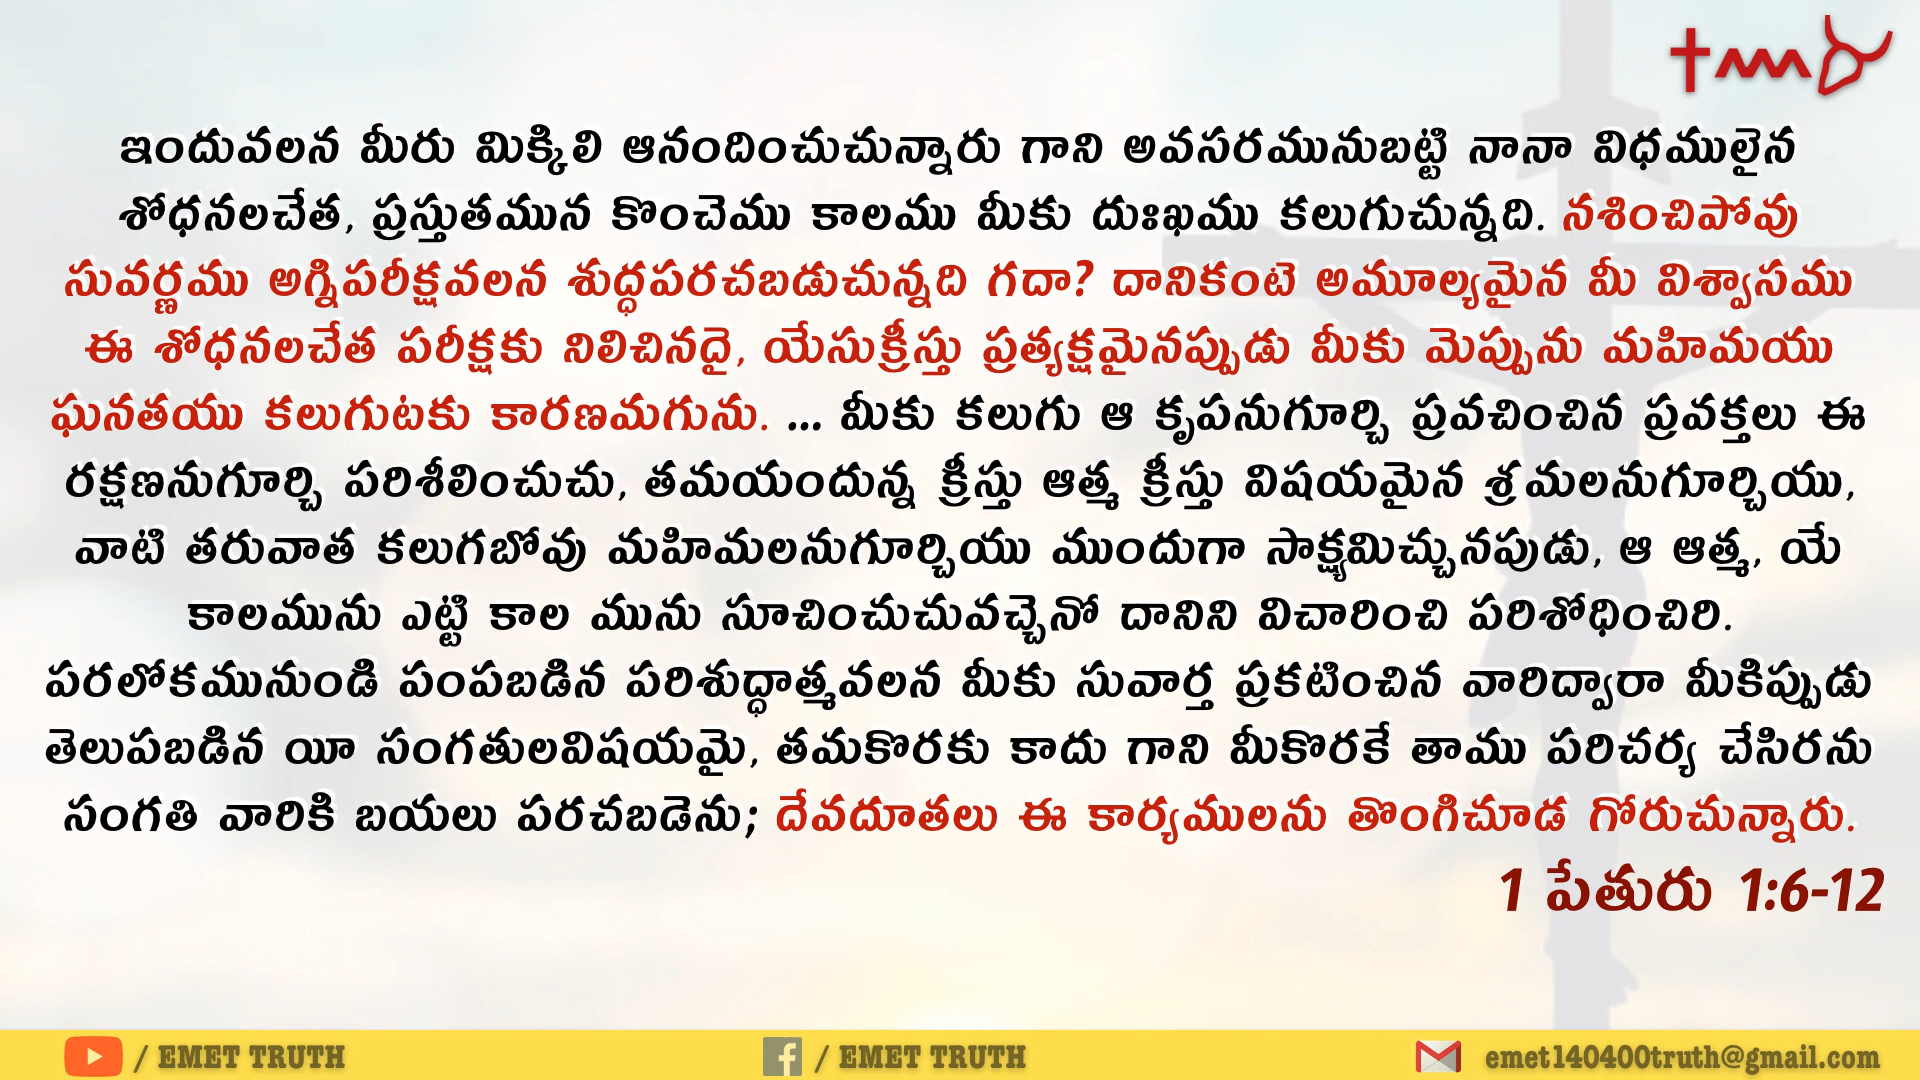 ఇందువలన మీరు మిక్కిలి ఆనందించుచున్నారు గాని అవసరమునుబట్టి నానా విధములైన
శోధనలచేత, ప్రస్తుతమున కొంచెము కాలము మీకు దుఃఖము కలుగుచున్నది. నశించిపోవు
సువర్ణము అగ్నిపరీక్షవలన శుద్ధపరచబడుచున్నది గదా? దానికంటె అమూల్యమైన మీ విశ్వాసము
ఈ శోధనలచేత పరీక్షకు నిలిచినదై, యేసుక్రీస్తు ప్రత్యక్షమైనప్పుడు మీకు మెప్పును మహిమయు
ఘనతయు కలుగుటకు కారణమగును. ... మీకు కలుగు ఆ కృపనుగూర్చి ప్రవచించిన ప్రవక్తలు ఈ
రక్షణనుగూర్చి పరిశీలించుచు, తమయందున్న క్రీస్తు ఆత్మ క్రీస్తు విషయమైన శ్రమలనుగూర్చియు,
వాటి తరువాత కలుగబోవు మహిమలనుగూర్చియు ముందుగా సాక్ష్యమిచ్చునపుడు, ఆ ఆత్మ, యే
కాలమును ఎట్టి కాల మును సూచించుచువచ్చెనో దానిని విచారించి పరిశోధించిరి.
పరలోకమునుండి పంపబడిన పరిశుద్ధాత్మవలన మీకు సువార్త ప్రకటించిన వారిద్వారా మీకిప్పుడు
తెలుపబడిన యీ సంగతులవిషయమై, తమకొరకు కాదు గాని మీకొరకే తాము పరిచర్య చేసిరను
సంగతి వారికి బయలు పరచబడెను; దేవదూతలు ఈ కార్యములను తొంగిచూడ గోరుచున్నారు.
1 పేతురు 1:6-12
/ EMET TRUTH
/ EMET TRUTH
emet140400truth@gmail.com